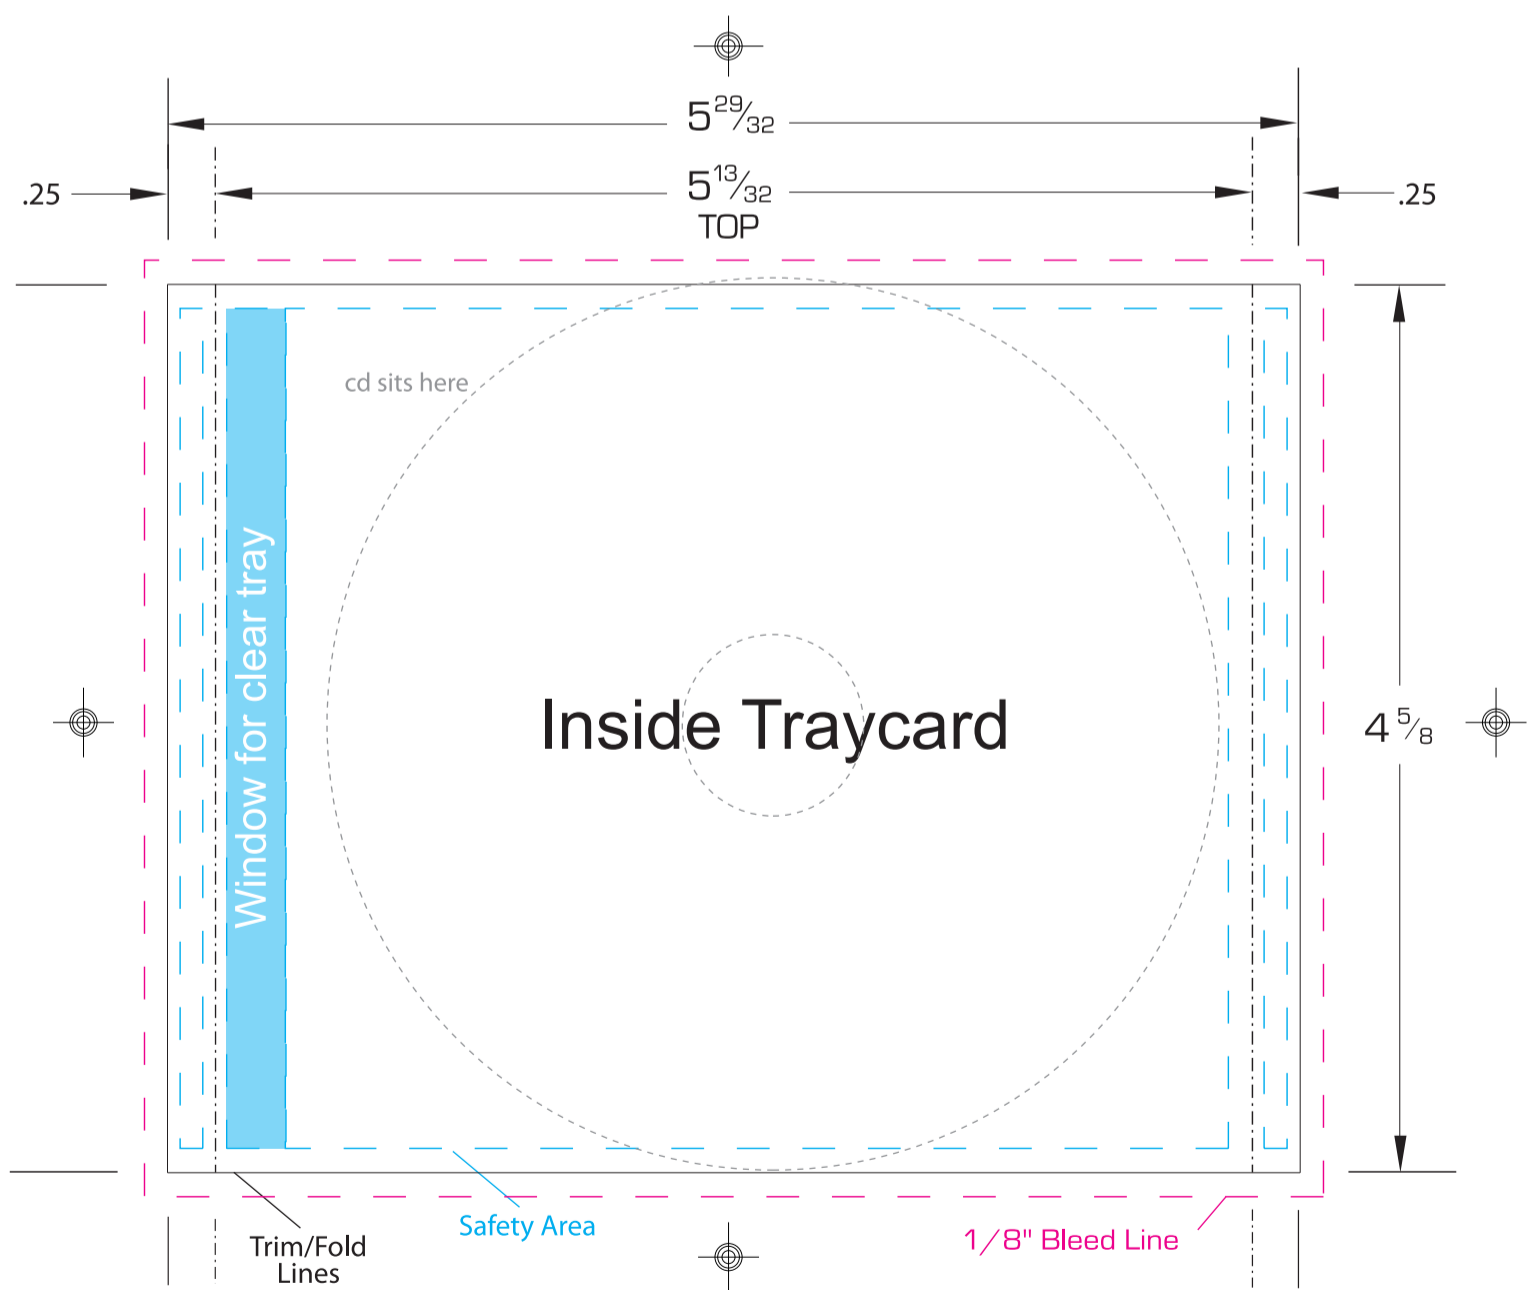 5 29/32
.25
5 13/32
.25
TOP
cd sits here
Window for clear tray
Inside Traycard
4 5/8
Safety Area
1/8" Bleed Line
Trim/Fold
Lines